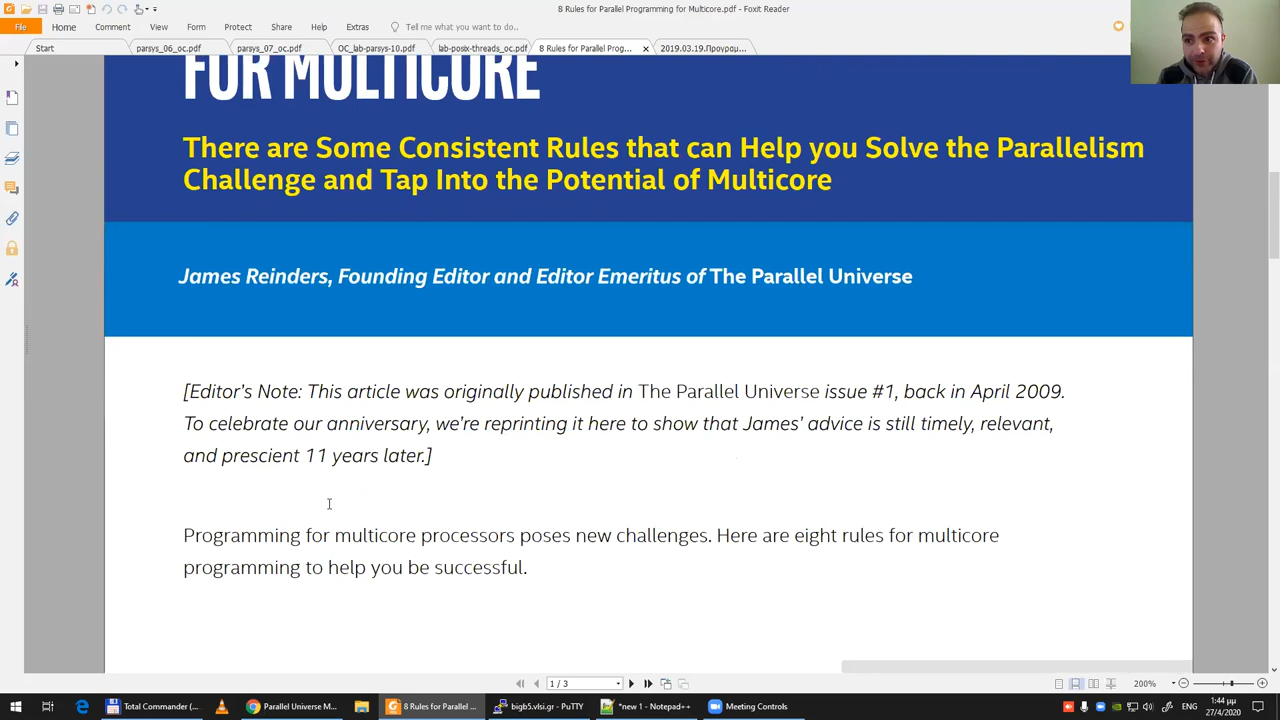 8 Rules for Parallel Programming for Multicore.pdf - Foxit Reader
File Home Comment View Form Protect Share Help Extras Tell me what you want to do...
Start parsys_06_oc.pdf parsys_07_oc.pdf OC_lab-parsys-10.pdf lab-posix-threads_oc.pdf 8 Rules for Parallel Prog... 2019.03.19.Προγραμ...
FOR MULTICORE
There are Some Consistent Rules that can Help you Solve the Parallelism
Challenge and Tap Into the Potential of Multicore
James Reinders, Founding Editor and Editor Emeritus of The Parallel Universe
[Editor's Note: This article was originally published in The Parallel Universe issue #1, back in April 2009.
To celebrate our anniversary, we're reprinting it here to show that James' advice is still timely, relevant,
and prescient 11 years later.]
Programming for multicore processors poses new challenges. Here are eight rules for multicore
programming to help you be successful.
1 / 3 200%
Total Commander (... Parallel Universe M... 8 Rules for Parallel ... bigb5.vlsi.gr - PuTTY *new 1 - Notepad++ Meeting Controls ENG 1:44 μμ
27/4/2020